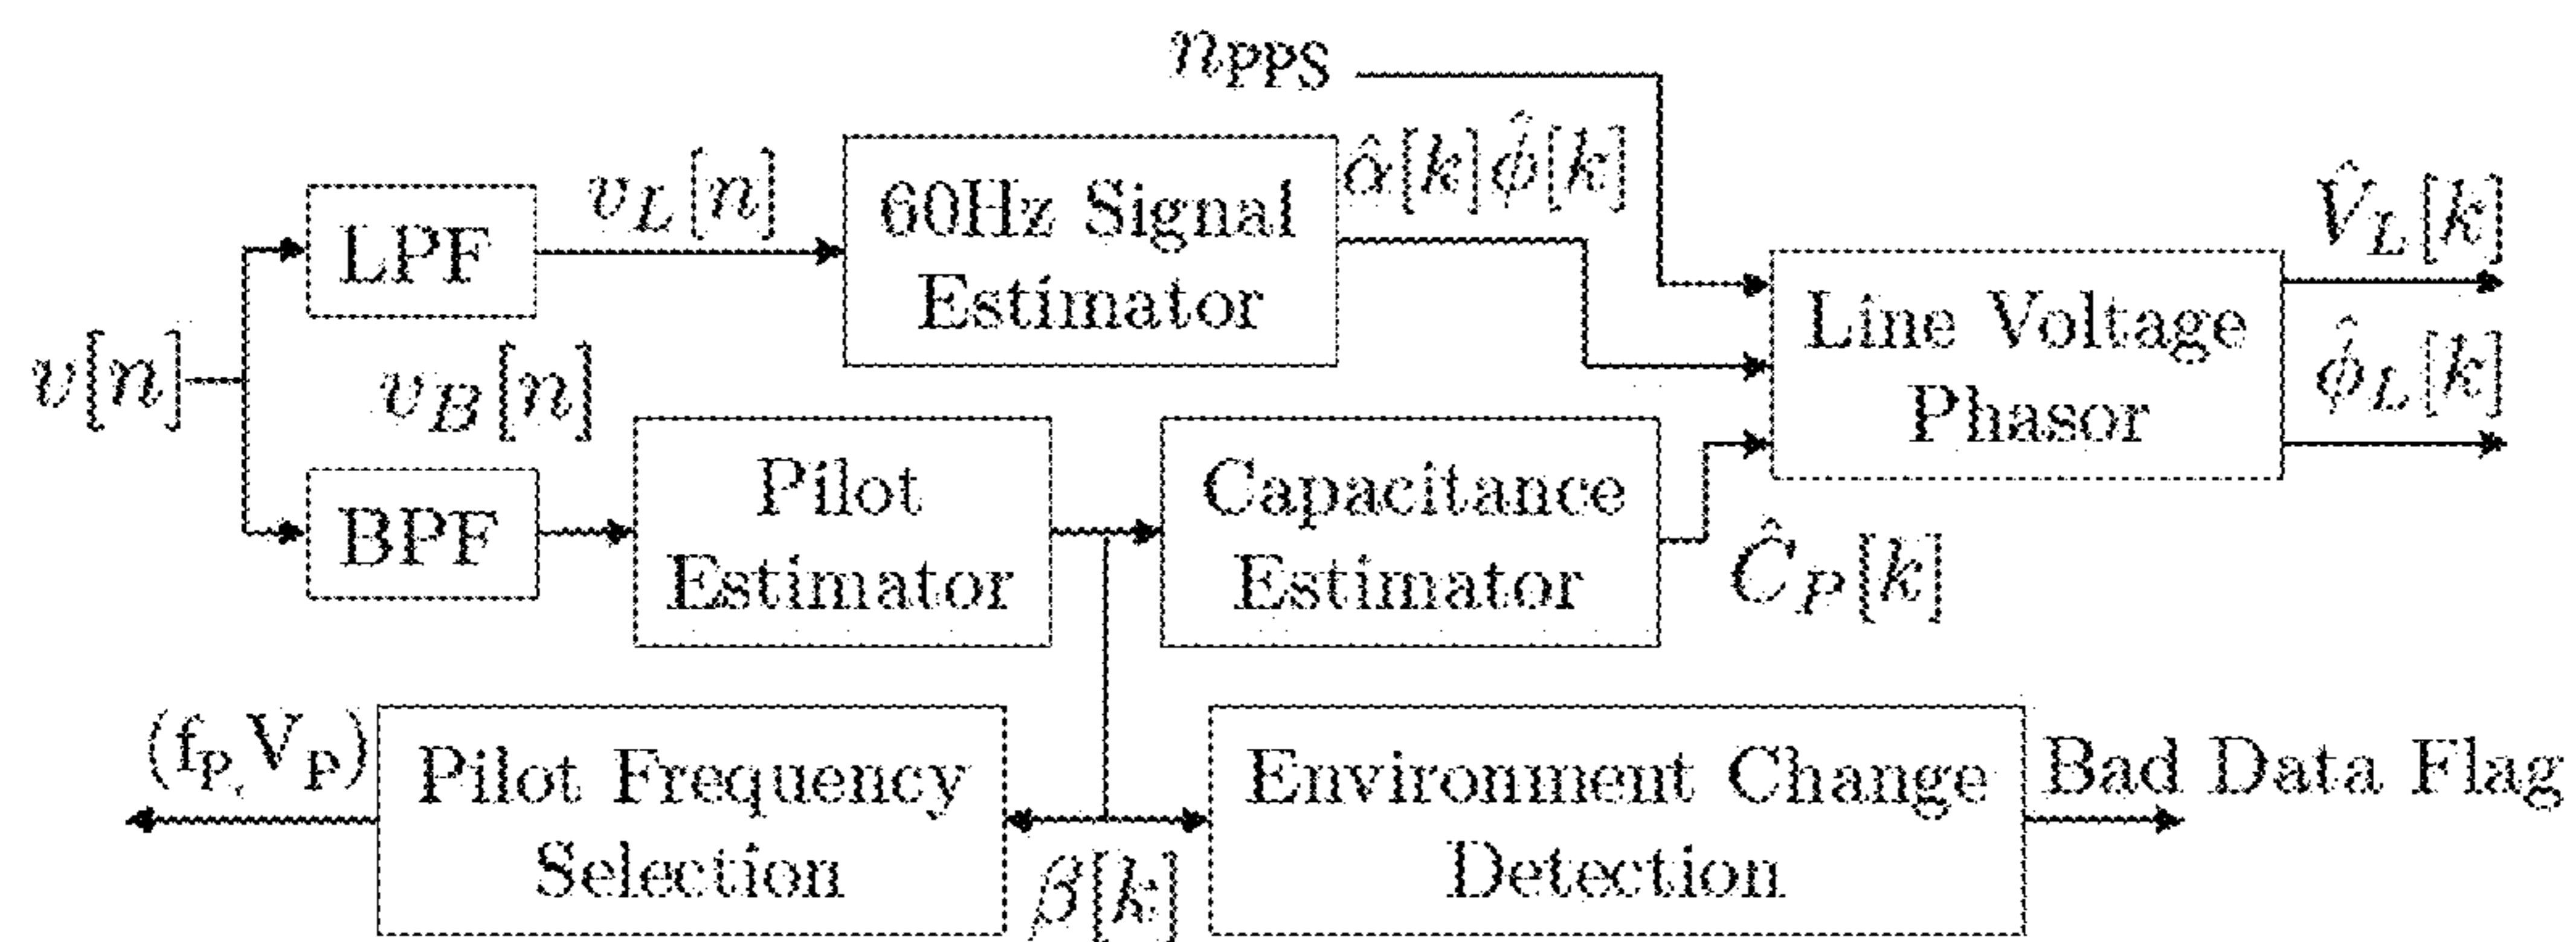 nPPS
v[n]
LPF
v_L[n]
60Hz Signal
Estimator
α̂[k] φ̂[k]
Line Voltage
Phasor
V̂_L[k]
φ̂_L[k]
v_B[n]
BPF
Pilot
Estimator
Capacitance
Estimator
Ĉ_P[k]
(f_P, V_P)
Pilot Frequency
Selection
β[k]
Environment Change
Detection
Bad Data Flag